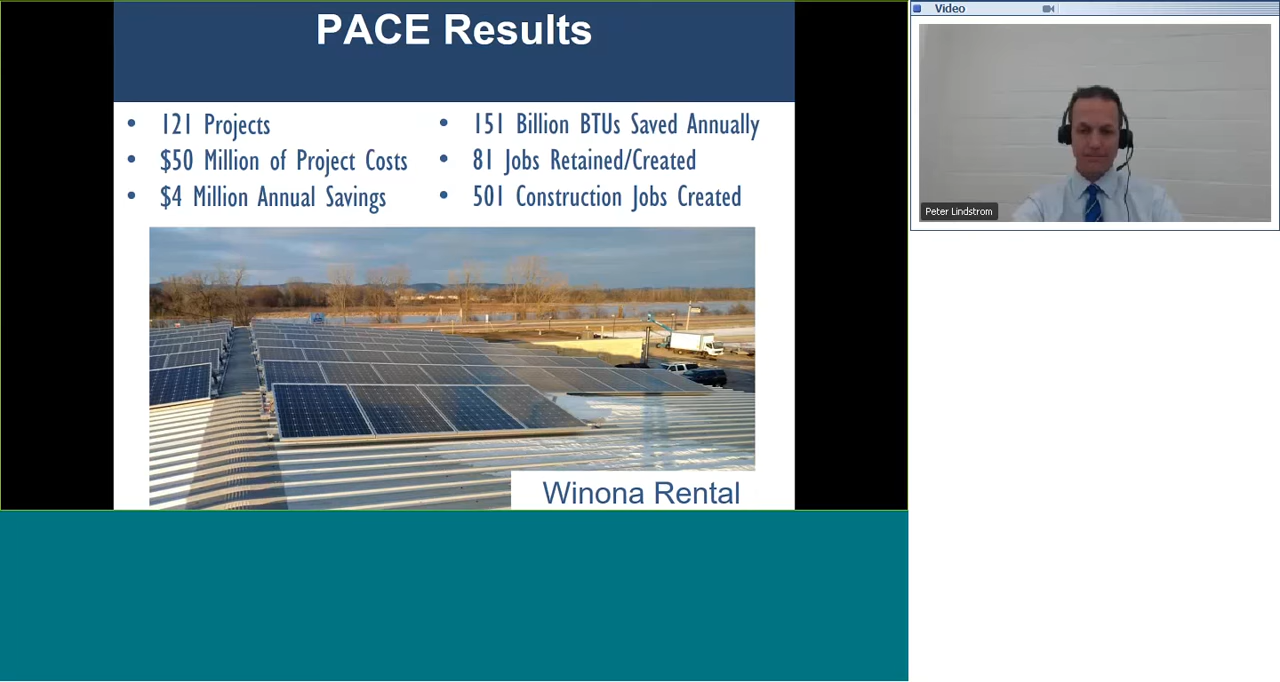 PACE Results
• 121 Projects
• $50 Million of Project Costs
• $4 Million Annual Savings
• 151 Billion BTUs Saved Annually
• 81 Jobs Retained/Created
• 501 Construction Jobs Created
Winona Rental
Video
Peter Lindstrom